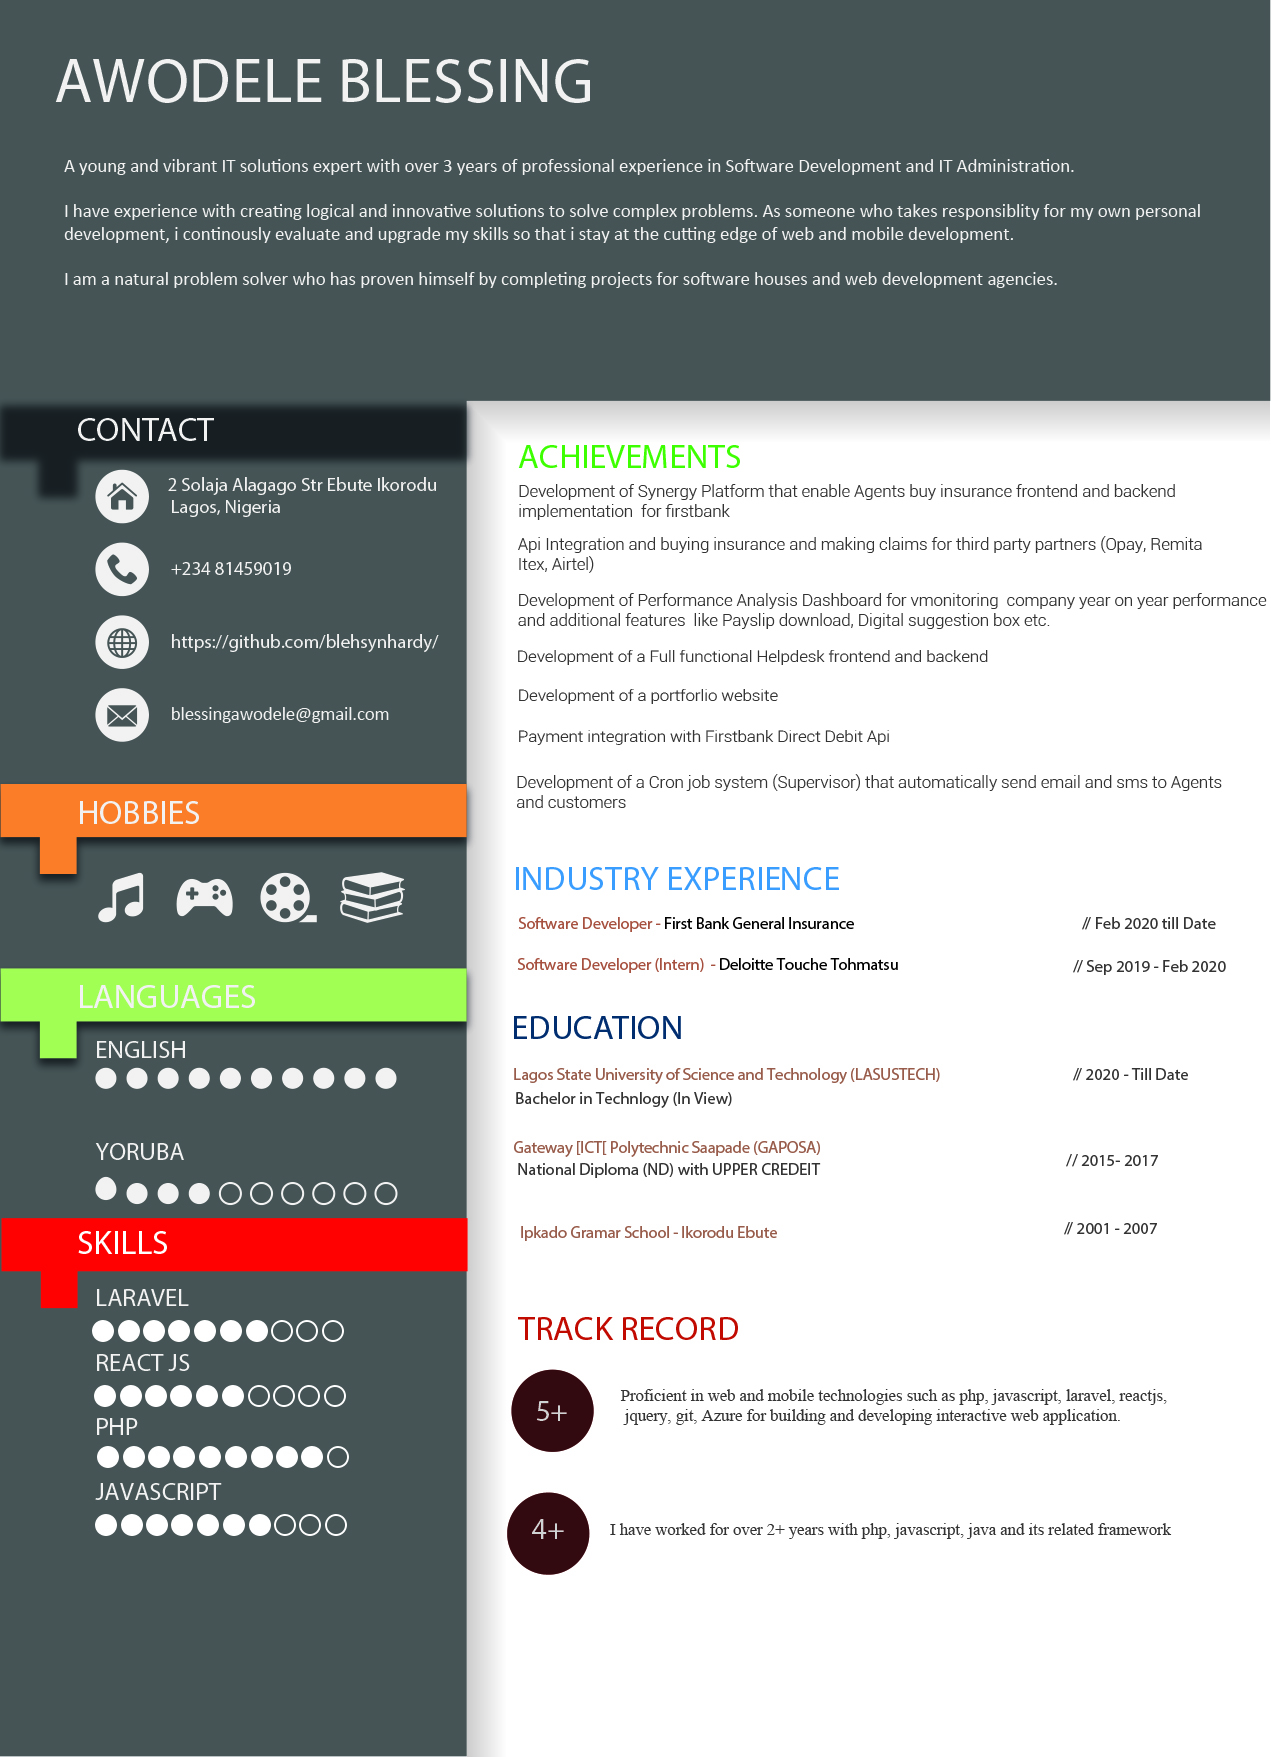 AWODELE BLESSING
A young and vibrant IT solutions expert with over 3 years of professional experience in Software Development and IT Administration.
I have experience with creating logical and innovative solutions to solve complex problems. As someone who takes responsiblity for my own personal
development, i continously evaluate and upgrade my skills so that i stay at the cutting edge of web and mobile development.
I am a natural problem solver who has proven himself by completing projects for software houses and web development agencies.
CONTACT
2 Solaja Alagago Str Ebute Ikorodu
Lagos, Nigeria
+234 81459019
https://github.com/blehsynhardy/
blessingawodele@gmail.com
HOBBIES
LANGUAGES
ENGLISH
YORUBA
SKILLS
LARAVEL
REACT JS
PHP
JAVASCRIPT
ACHIEVEMENTS
Development of Synergy Platform that enable Agents buy insurance frontend and backend
implementation for firstbank
Api Integration and buying insurance and making claims for third party partners (Opay, Remita
Itex, Airtel)
Development of Performance Analysis Dashboard for vmonitoring company year on year performance
and additional features like Payslip download, Digital suggestion box etc.
Development of a Full functional Helpdesk frontend and backend
Development of a portforlio website
Payment integration with Firstbank Direct Debit Api
Development of a Cron job system (Supervisor) that automatically send email and sms to Agents
and customers
INDUSTRY EXPERIENCE
Software Developer - First Bank General Insurance // Feb 2020 till Date
Software Developer (Intern) - Deloitte Touche Tohmatsu // Sep 2019 - Feb 2020
EDUCATION
Lagos State University of Science and Technology (LASUSTECH) // 2020 - Till Date
Bachelor in Technlogy (In View)
Gateway [ICT[ Polytechnic Saapade (GAPOSA)
// 2015- 2017
National Diploma (ND) with UPPER CREDEIT
Ipkado Gramar School - Ikorodu Ebute // 2001 - 2007
TRACK RECORD
5+
Proficient in web and mobile technologies such as php, javascript, laravel, reactjs,
jquery, git, Azure for building and developing interactive web application.
4+
I have worked for over 2+ years with php, javascript, java and its related framework